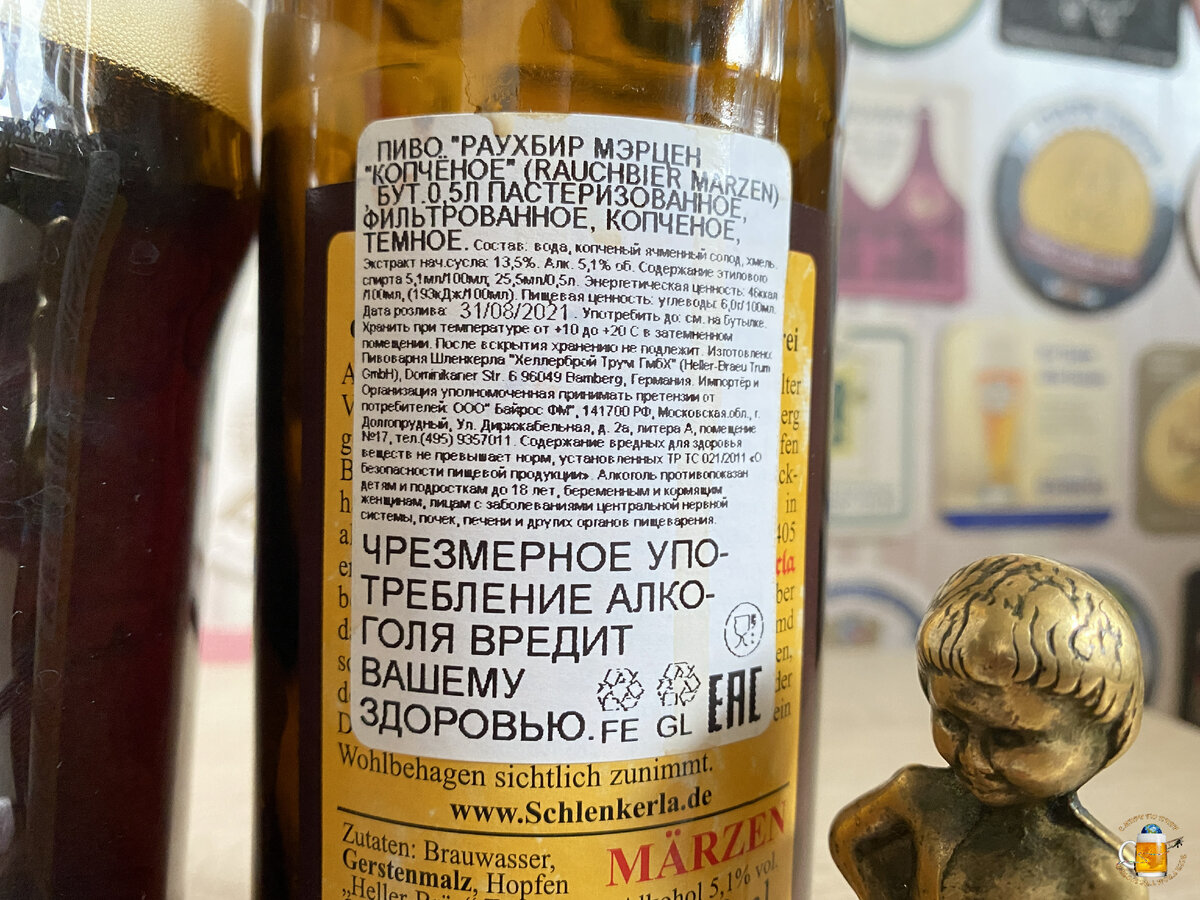 ПИВО "РАУХБИР МЭРЦЕН
"КОПЧЁНОЕ" (RAUCHBIER MARZEN)
, БУТ.0,5Л ПАСТЕРИЗОВАННОЕ,
ФИЛЬТРОВАННОЕ, КОПЧЕНОЕ,
ТЕМНОЕ. Состав: вода, копченый ячменный солод, хмель.
Экстракт нач.сусла: 13,5%. Алк. 5,1% об. Содержание этилового
спирта 5,1мл/100мл; 25,5мл/0,5л. Энергетическая ценность: 46ккал
/100мл, (193кДж/100мл). Пищевая ценность: углеводы: 6,0г/100мл.
Дата розлива: 31/08/2021 . Употребить до: см. на бутылке.
Хранить при температуре от +10 до +20 С в затемненном
помещении. После вскрытия хранению не подлежит. Изготовлено:
Пивоварня Шленкерла "Хеллерброй Трум ГмбХ" (Heller-Braeu Trum
GmbH), Dominikaner Str. 6 96049 Bamberg, Германия. Импортёр и
Организация уполномоченная принимать претензии от
потребителей: ООО" Байрос ФМ", 141700 РФ, Московская обл., г.
Долгопрудный, Ул. Дирижабельная, д. 2а, литера А, помещение
№17, тел.(495) 9357011. Содержание вредных для здоровья
веществ не превышает норм, установленных ТР ТС 021/2011 «О
безопасности пищевой продукции». Алкоголь противопоказан
детям и подросткам до 18 лет, беременным и кормящим
женщинам, лицам с заболеваниями центральной нервной
системы, почек, печени и других органов пищеварения.
ЧРЕЗМЕРНОЕ УПО-
ТРЕБЛЕНИЕ АЛКО-
ГОЛЯ ВРЕДИТ
ВАШЕМУ
ЗДОРОВЬЮ. FE GL EAC
Wohlbehagen sichtlich zunimmt.
www.Schlenkerla.de
Zutaten: Brauwasser,
Gerstenmalz, Hopfen
MÄRZEN
Alkohol 5,1% vol.